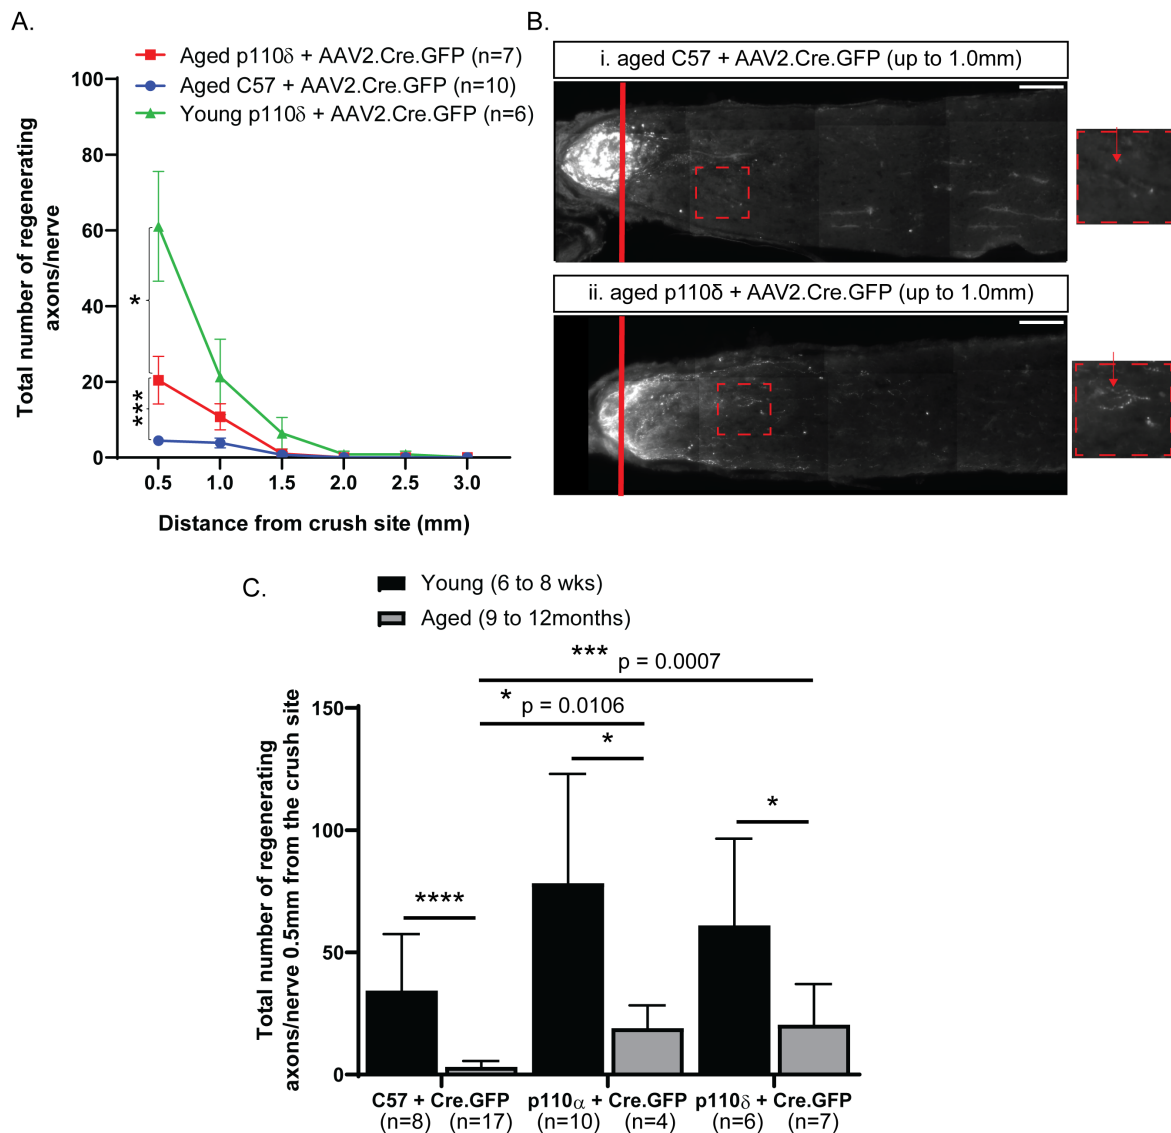 A.
Aged p110δ + AAV2.Cre.GFP (n=7)
Aged C57 + AAV2.Cre.GFP (n=10)
Young p110δ + AAV2.Cre.GFP (n=6)
Total number of regenerating
axons/nerve
100
80
60
40
20
0
*
***
0.5 1.0 1.5 2.0 2.5 3.0
Distance from crush site (mm)
B.
i. aged C57 + AAV2.Cre.GFP (up to 1.0mm)
ii. aged p110δ + AAV2.Cre.GFP (up to 1.0mm)
C.
Young (6 to 8 wks)
Aged (9 to 12months)
Total number of regenerating
axons/nerve 0.5mm from the crush site
150
100
50
0
*** p = 0.0007
* p = 0.0106
*
*
****
C57 + Cre.GFP p110α + Cre.GFP p110δ + Cre.GFP
(n=8) (n=17) (n=10) (n=4) (n=6) (n=7)